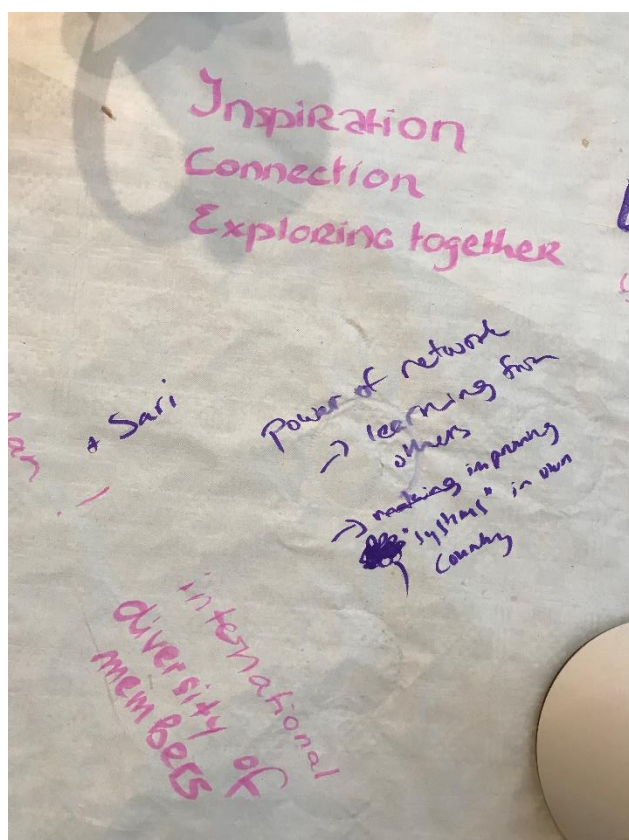 Inspiration
Connection
Exploring together
+ Sari
Power of network
→ learning from
others
→ making improving
"systems" in own
country
international
diversity of
members